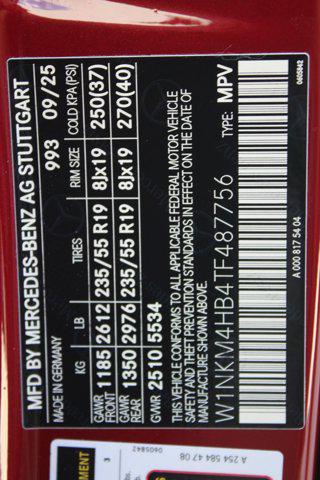 MFD BY MERCEDES-BENZ AG STUTTGART
MADE IN GERMANY 993 09/25
KG LB TIRES RIM SIZE COLD KPA(PSI)
GAWR FRONT 1185 2612 235/55 R19 8Jx19 250(37)
GAWR REAR 1350 2976 235/55 R19 8Jx19 270(40)
GVWR 2510 5534
THIS VEHICLE CONFORMS TO ALL APPLICABLE FEDERAL MOTOR VEHICLE
SAFETY AND THEFT PREVENTION STANDARDS IN EFFECT ON THE DATE OF
MANUFACTURE SHOWN ABOVE
W1NKM4HB4TF487756 TYPE: MPV
A 000 817 54 04 0605842
0605842 3 A 254 584 47 08